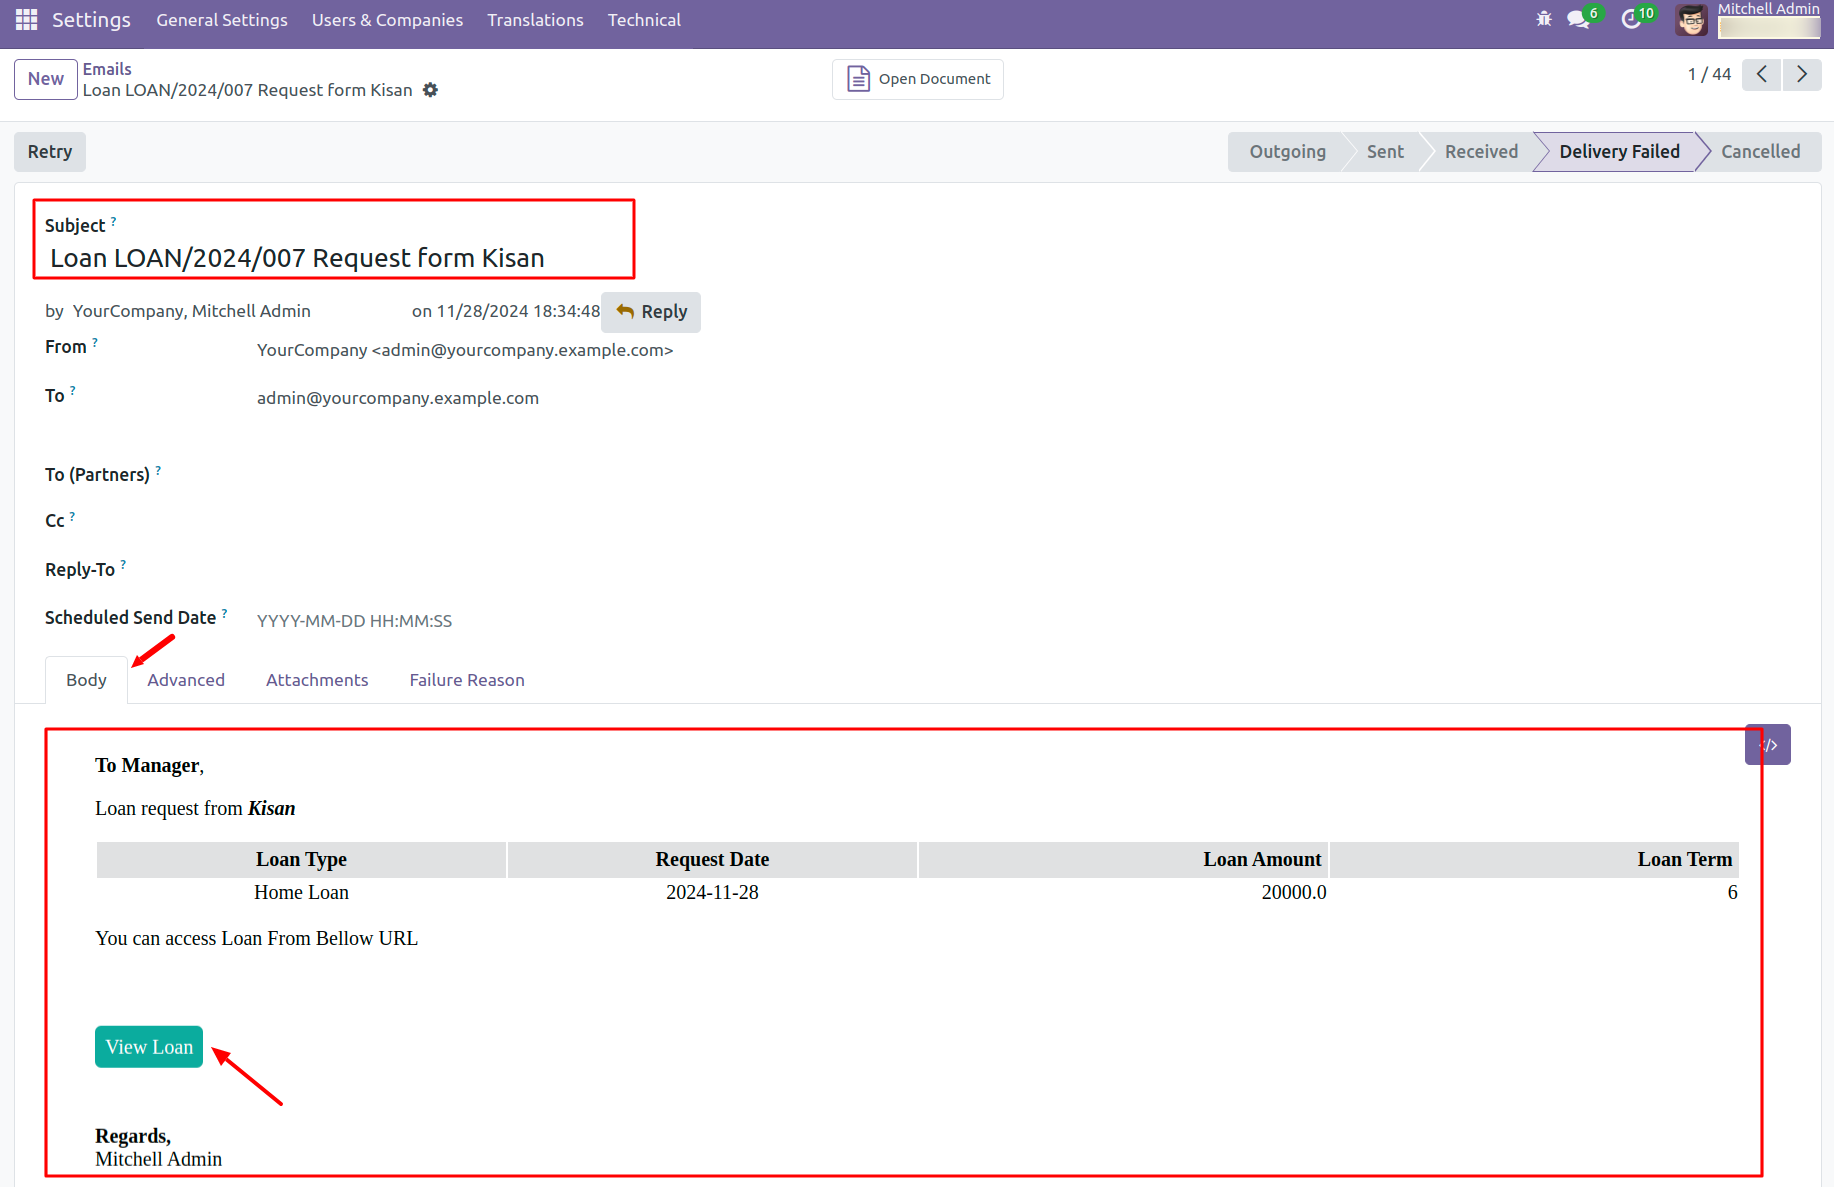 Settings General Settings Users & Companies Translations Technical 6 10 Mitchell Admin
New Emails
Loan LOAN/2024/007 Request form Kisan
Open Document
1 / 44
Retry
Outgoing Sent Received Delivery Failed Cancelled
Subject ?
Loan LOAN/2024/007 Request form Kisan
by YourCompany, Mitchell Admin on 11/28/2024 18:34:48 Reply
From ? YourCompany <admin@yourcompany.example.com>
To ? admin@yourcompany.example.com
To (Partners) ?
Cc ?
Reply-To ?
Scheduled Send Date ? YYYY-MM-DD HH:MM:SS
Body Advanced Attachments Failure Reason
</>
To Manager,
Loan request from Kisan
Loan Type Request Date Loan Amount Loan Term
Home Loan 2024-11-28 20000.0 6
You can access Loan From Bellow URL
View Loan
Regards,
Mitchell Admin